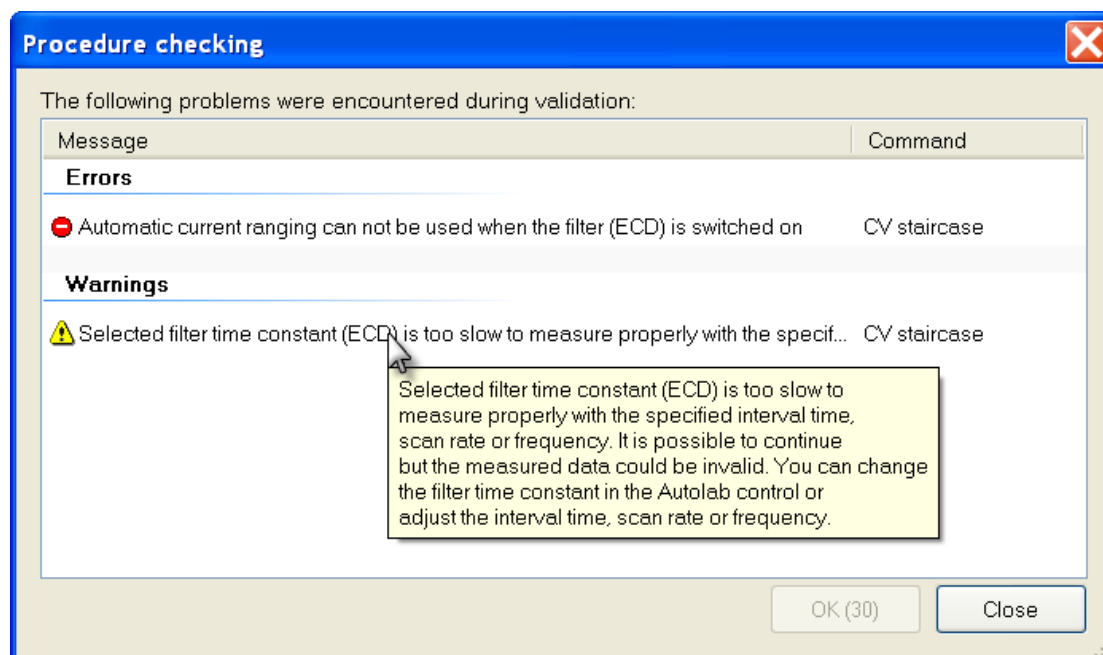 Procedure checking
The following problems were encountered during validation:
Message Command
Errors
Automatic current ranging can not be used when the filter (ECD) is switched on CV staircase
Warnings
Selected filter time constant (ECD) is too slow to measure properly with the specif... CV staircase
Selected filter time constant (ECD) is too slow to
measure properly with the specified interval time,
scan rate or frequency. It is possible to continue
but the measured data could be invalid. You can change
the filter time constant in the Autolab control or
adjust the interval time, scan rate or frequency.
OK (30) Close